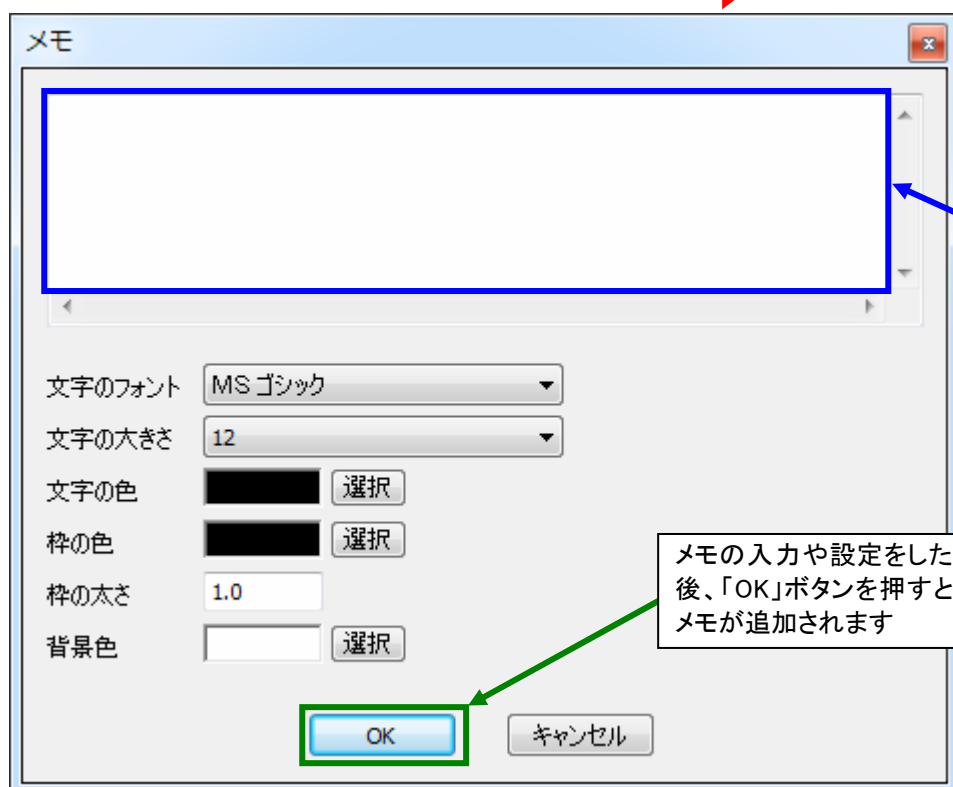 メモ
文字のフォント MS ゴシック
文字の大きさ 12
文字の色 選択
枠の色 選択
枠の太さ 1.0
背景色 選択
メモの入力や設定をした
後、「OK」ボタンを押すと
メモが追加されます
OK キャンセル